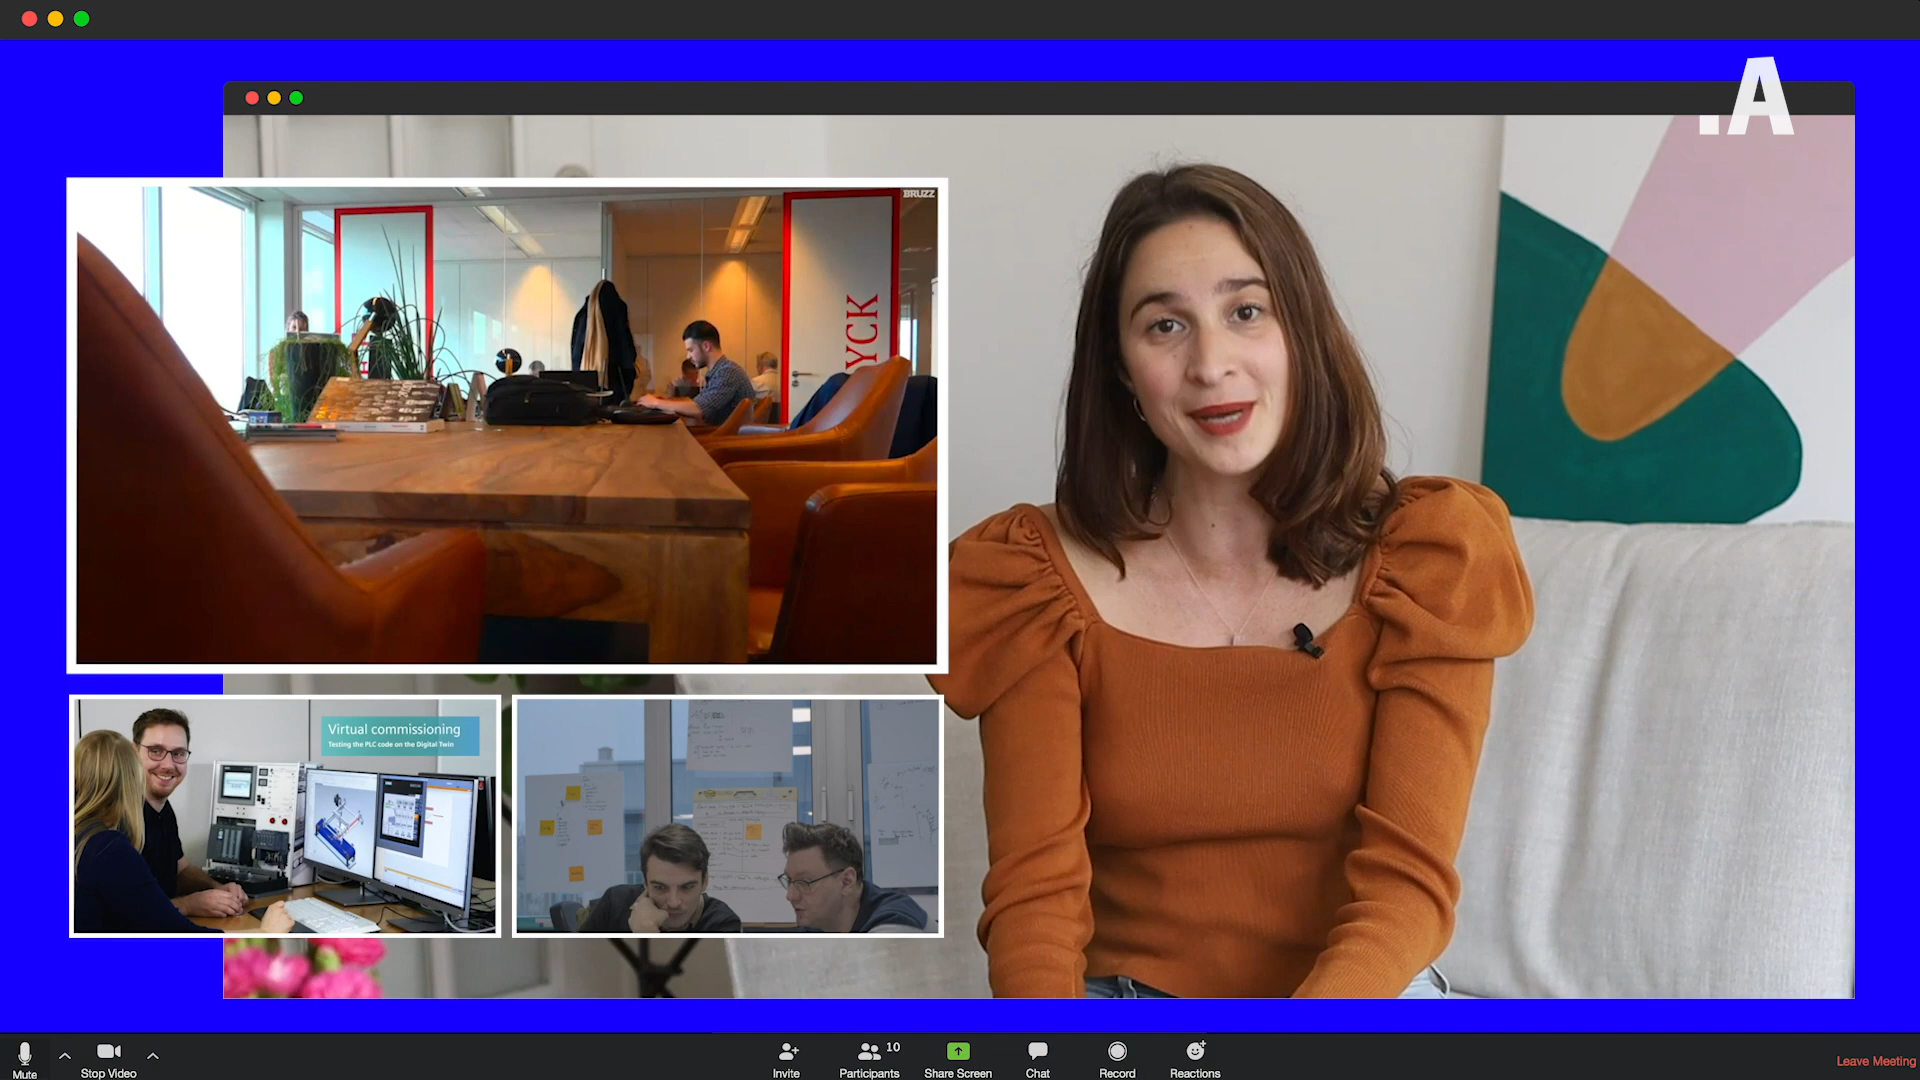 .A
BRUZZ
YCK
Virtual commissioning
Testing the PLC code on the Digital Twin
Mute
Stop Video
Invite
10
Participants
Share Screen
Chat
Record
Reactions
Leave Meeting